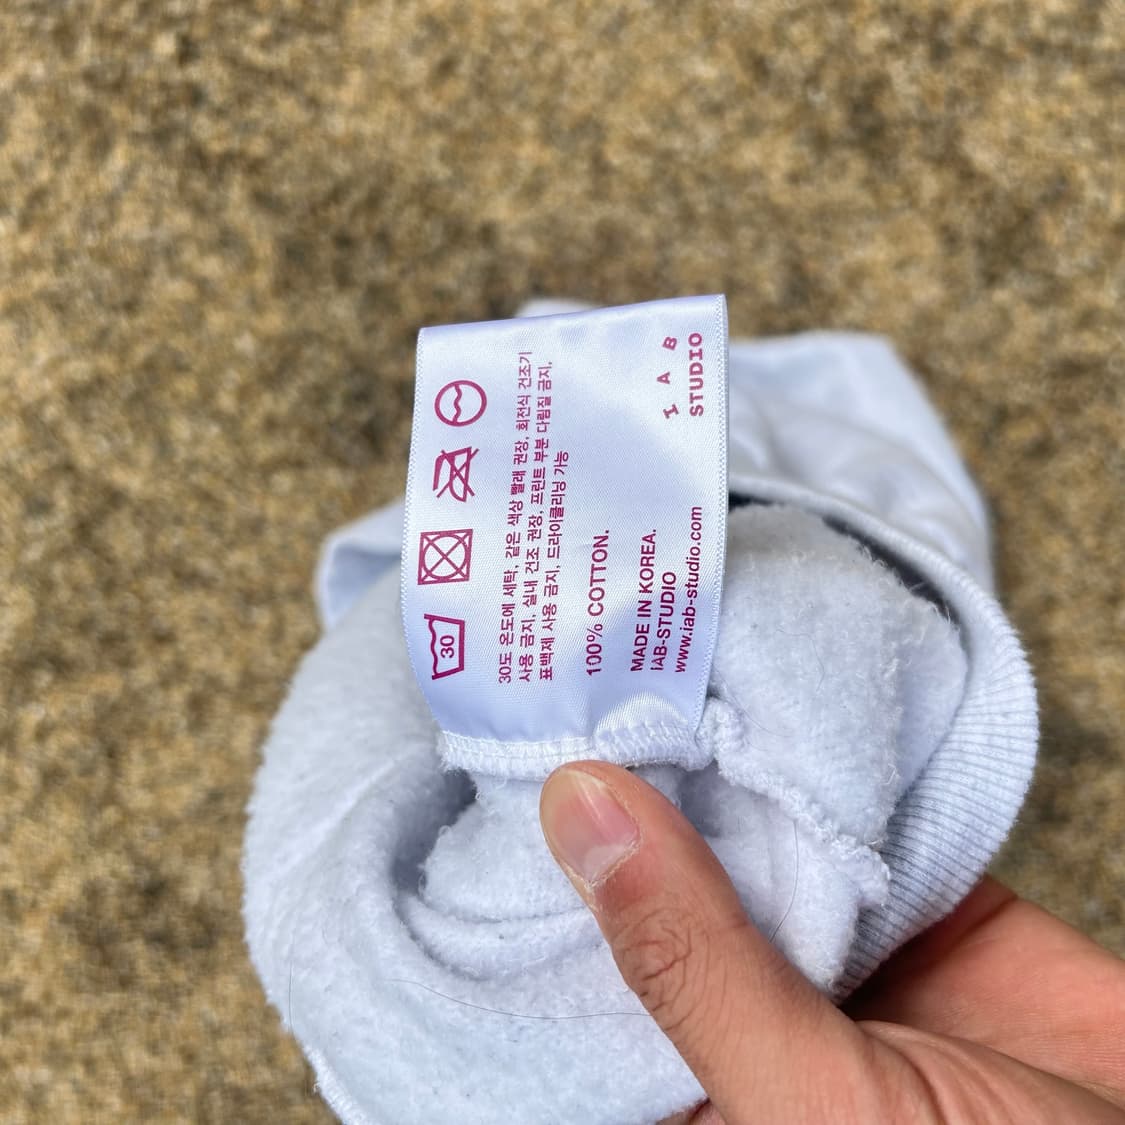 30
30도 온도에 세탁, 같은 색상 빨래 권장, 회전식 건조기
사용 금지, 실내 건조 권장, 프린트 부분 다림질 금지,
표백제 사용 금지, 드라이클리닝 가능
100% COTTON.
MADE IN KOREA.
IAB-STUDIO
www.iab-studio.com
IAB
STUDIO